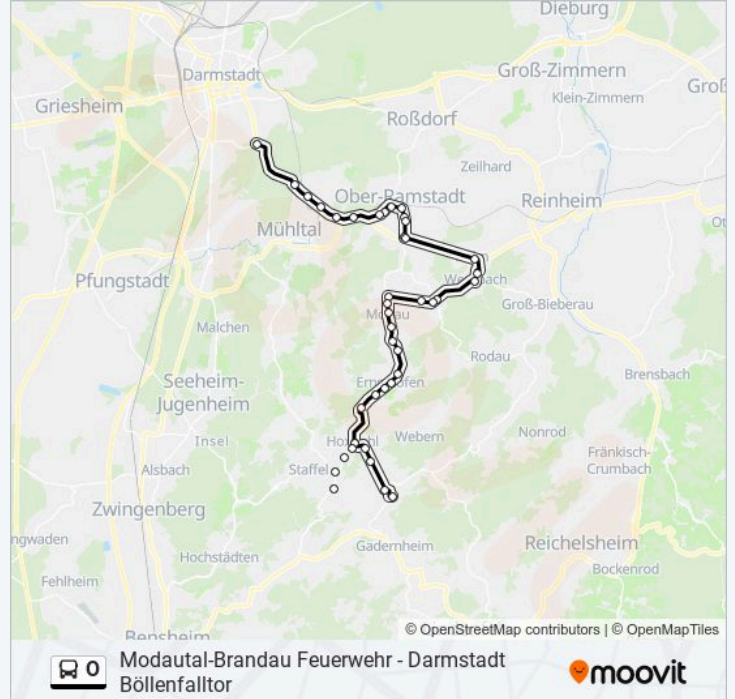 Dieburg
Darmstadt
Groß-Zimmern
Groß
Klein-Zimmern
Griesheim
Roßdorf
Zeilhard
Ober-Ramstadt
Reinheim
Mühltal
Pfungstadt
Groß-Bieberau
Malchen
Rodau
Seeheim-
Jugenheim
Brensbach
Insel
Webern
Nonrod
Alsbach
Staffel
Fränkisch-
Crumbach
Zwingenberg
ngwaden
Gadernheim
Reichelsheim
Hochstädten
Bockenrod
Fehlheim
Bensheim
© OpenStreetMap contributors | © OpenMapTiles
0
Modautal-Brandau Feuerwehr - Darmstadt
Böllenfalltor
moovit